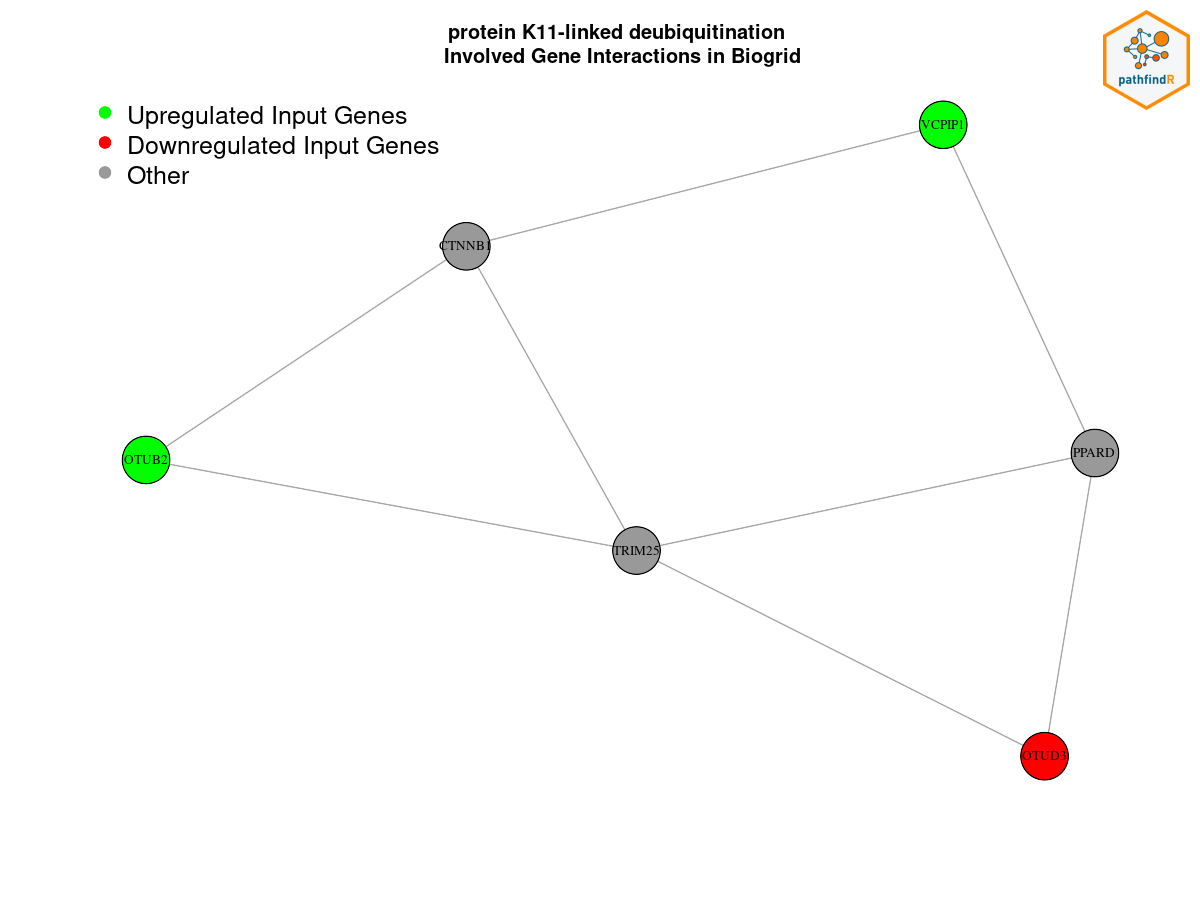 protein K11-linked deubiquitination
Involved Gene Interactions in Biogrid
pathfindR
Upregulated Input Genes
Downregulated Input Genes
Other
VCPIP1
CTNNB1
OTUB2
PPARD
TRIM25
OTUD3